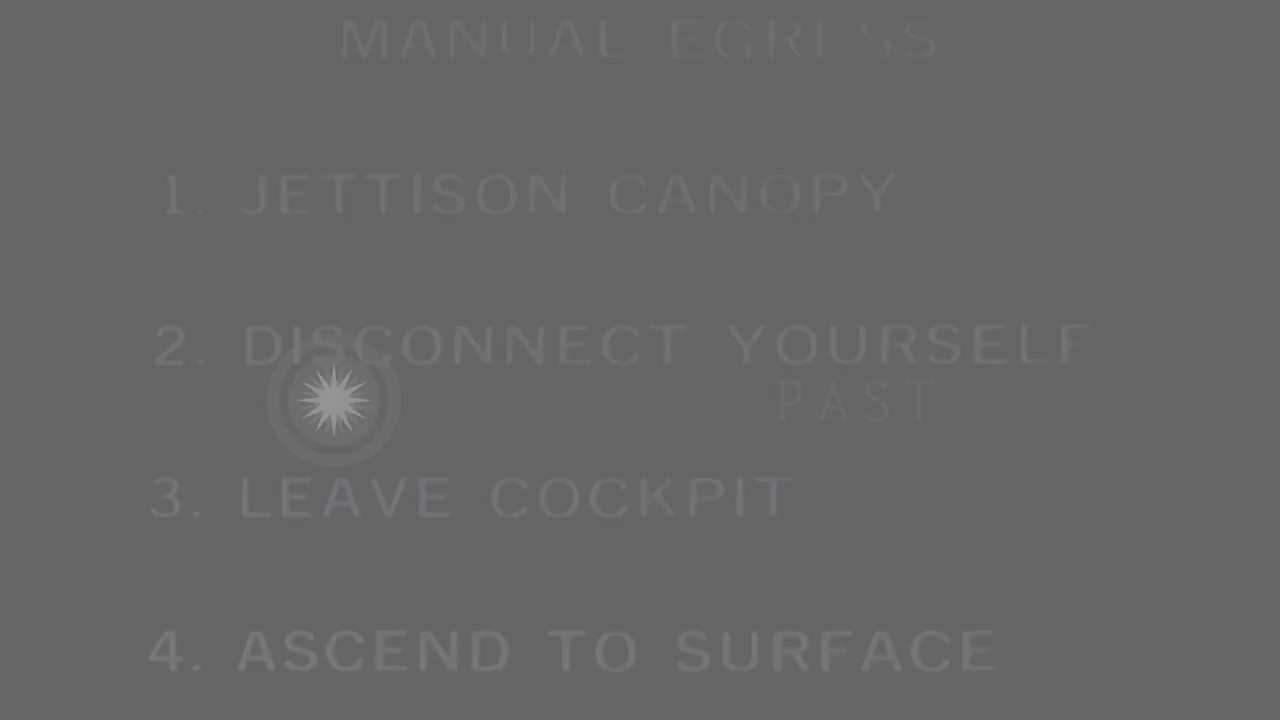 MANUAL EGRESS
1. JETTISON CANOPY
2. DISCONNECT YOURSELF
PAST
3. LEAVE COCKPIT
4. ASCEND TO SURFACE